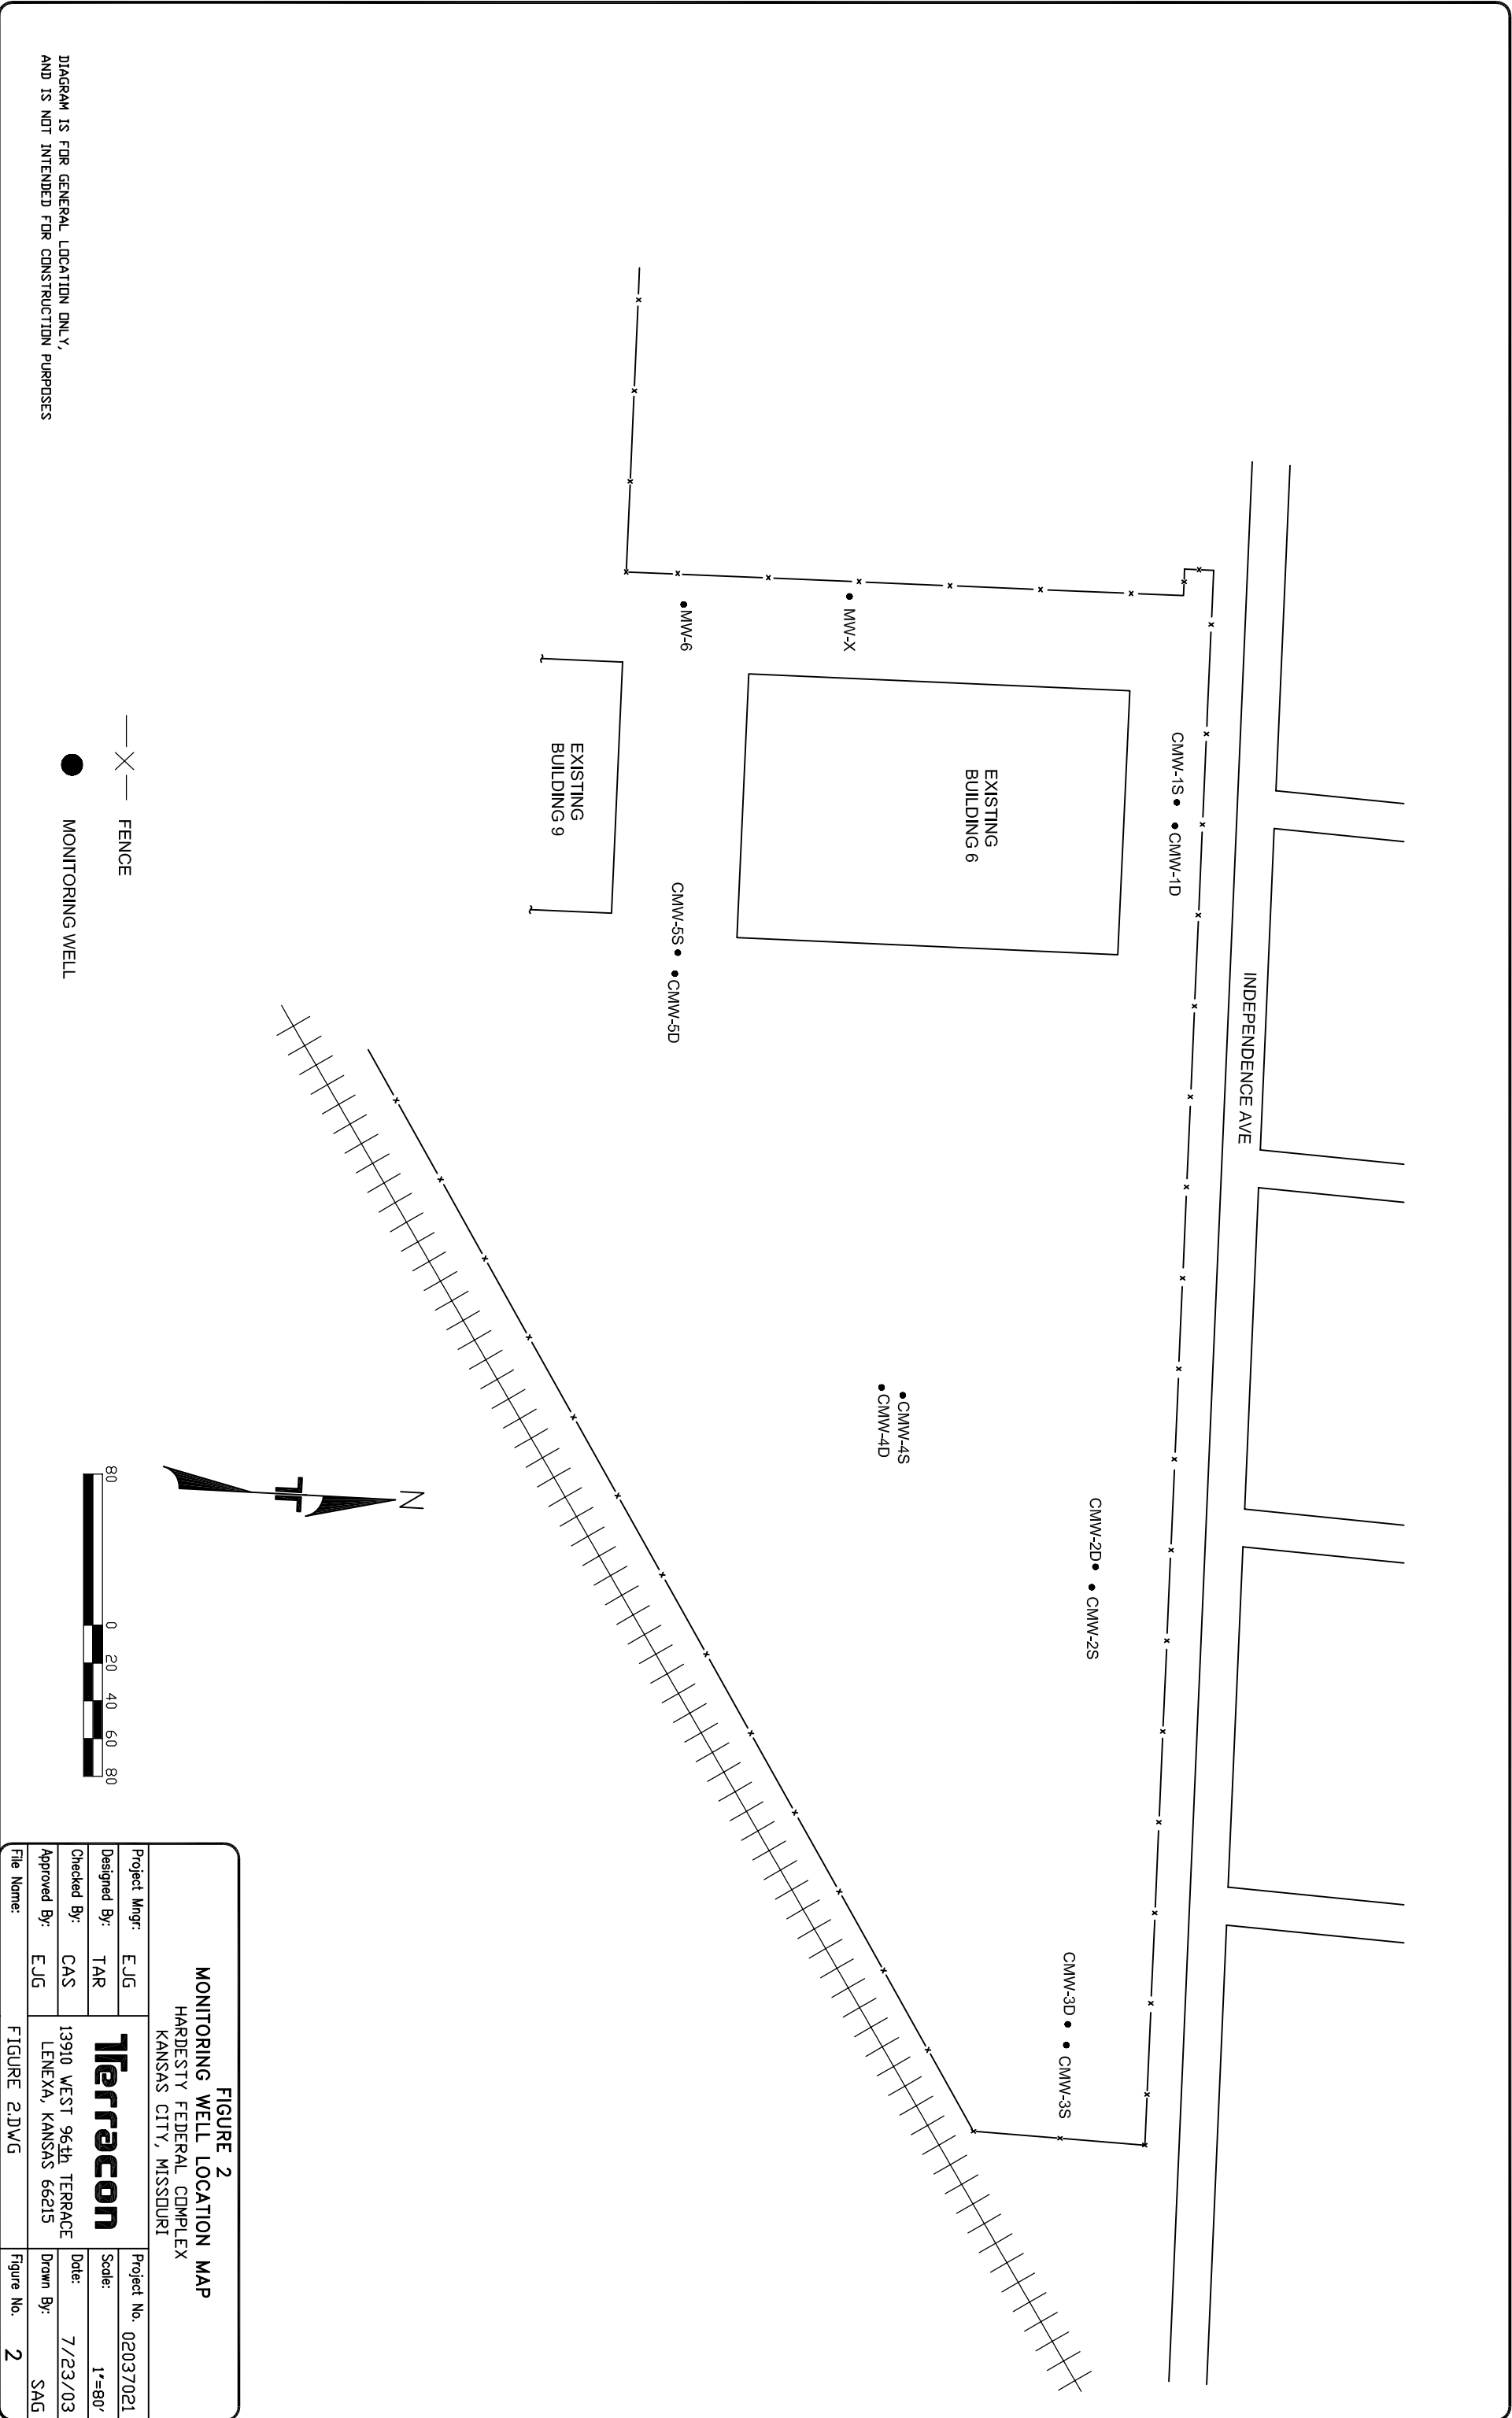 INDEPENDENCE AVE
CMW-1S
CMW-1D
CMW-2D
CMW-2S
CMW-3D
CMW-3S
EXISTING
BUILDING 6
CMW-4S
CMW-4D
MW-X
MW-6
CMW-5S
CMW-5D
EXISTING
BUILDING 9
N
FENCE
MONITORING WELL
80 0 20 40 60 80
DIAGRAM IS FOR GENERAL LOCATION ONLY,
AND IS NOT INTENDED FOR CONSTRUCTION PURPOSES
FIGURE 2
MONITORING WELL LOCATION MAP
HARDESTY FEDERAL COMPLEX
KANSAS CITY, MISSOURI
Project Mngr: EJG
Designed By: TAR
Checked By: CAS
Approved By: EJG
File Name: FIGURE 2.DWG
Terracon
13910 WEST 96th TERRACE
LENEXA, KANSAS 66215
Project No. 02037021
Scale: 1"=80'
Date: 7/23/03
Drawn By: SAG
Figure No. 2